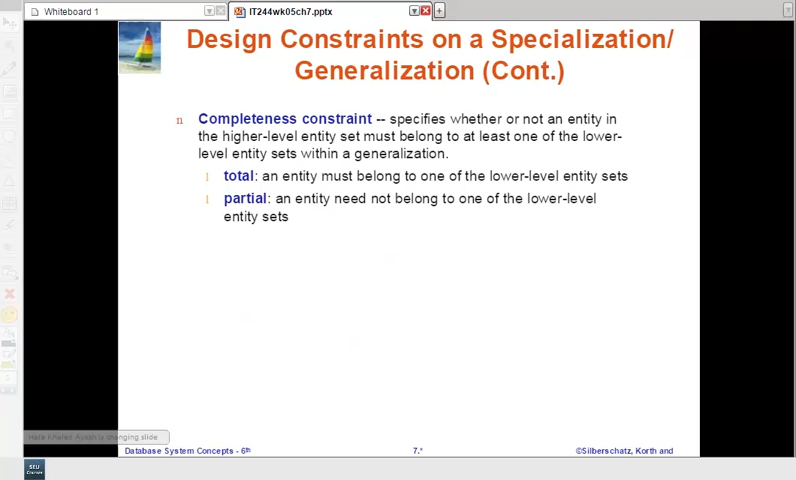 Whiteboard 1
IT244wk05ch7.pptx
Design Constraints on a Specialization/
Generalization (Cont.)
n Completeness constraint -- specifies whether or not an entity in
the higher-level entity set must belong to at least one of the lower-
level entity sets within a generalization.
l total: an entity must belong to one of the lower-level entity sets
l partial: an entity need not belong to one of the lower-level
entity sets
is changing slide
Database System Concepts - 6th
7.*
©Silberschatz, Korth and
SEU